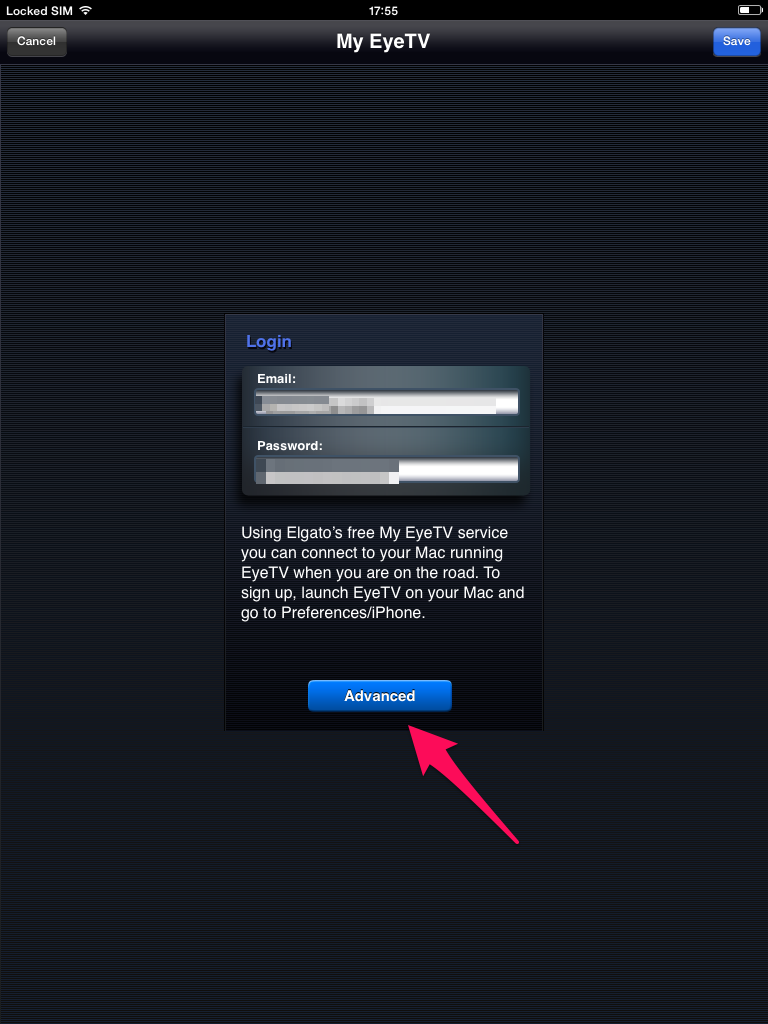 Locked SIM 17:55
Cancel My EyeTV Save
Login
Email:
Password:
Using Elgato's free My EyeTV service
you can connect to your Mac running
EyeTV when you are on the road. To
sign up, launch EyeTV on your Mac and
go to Preferences/iPhone.
Advanced